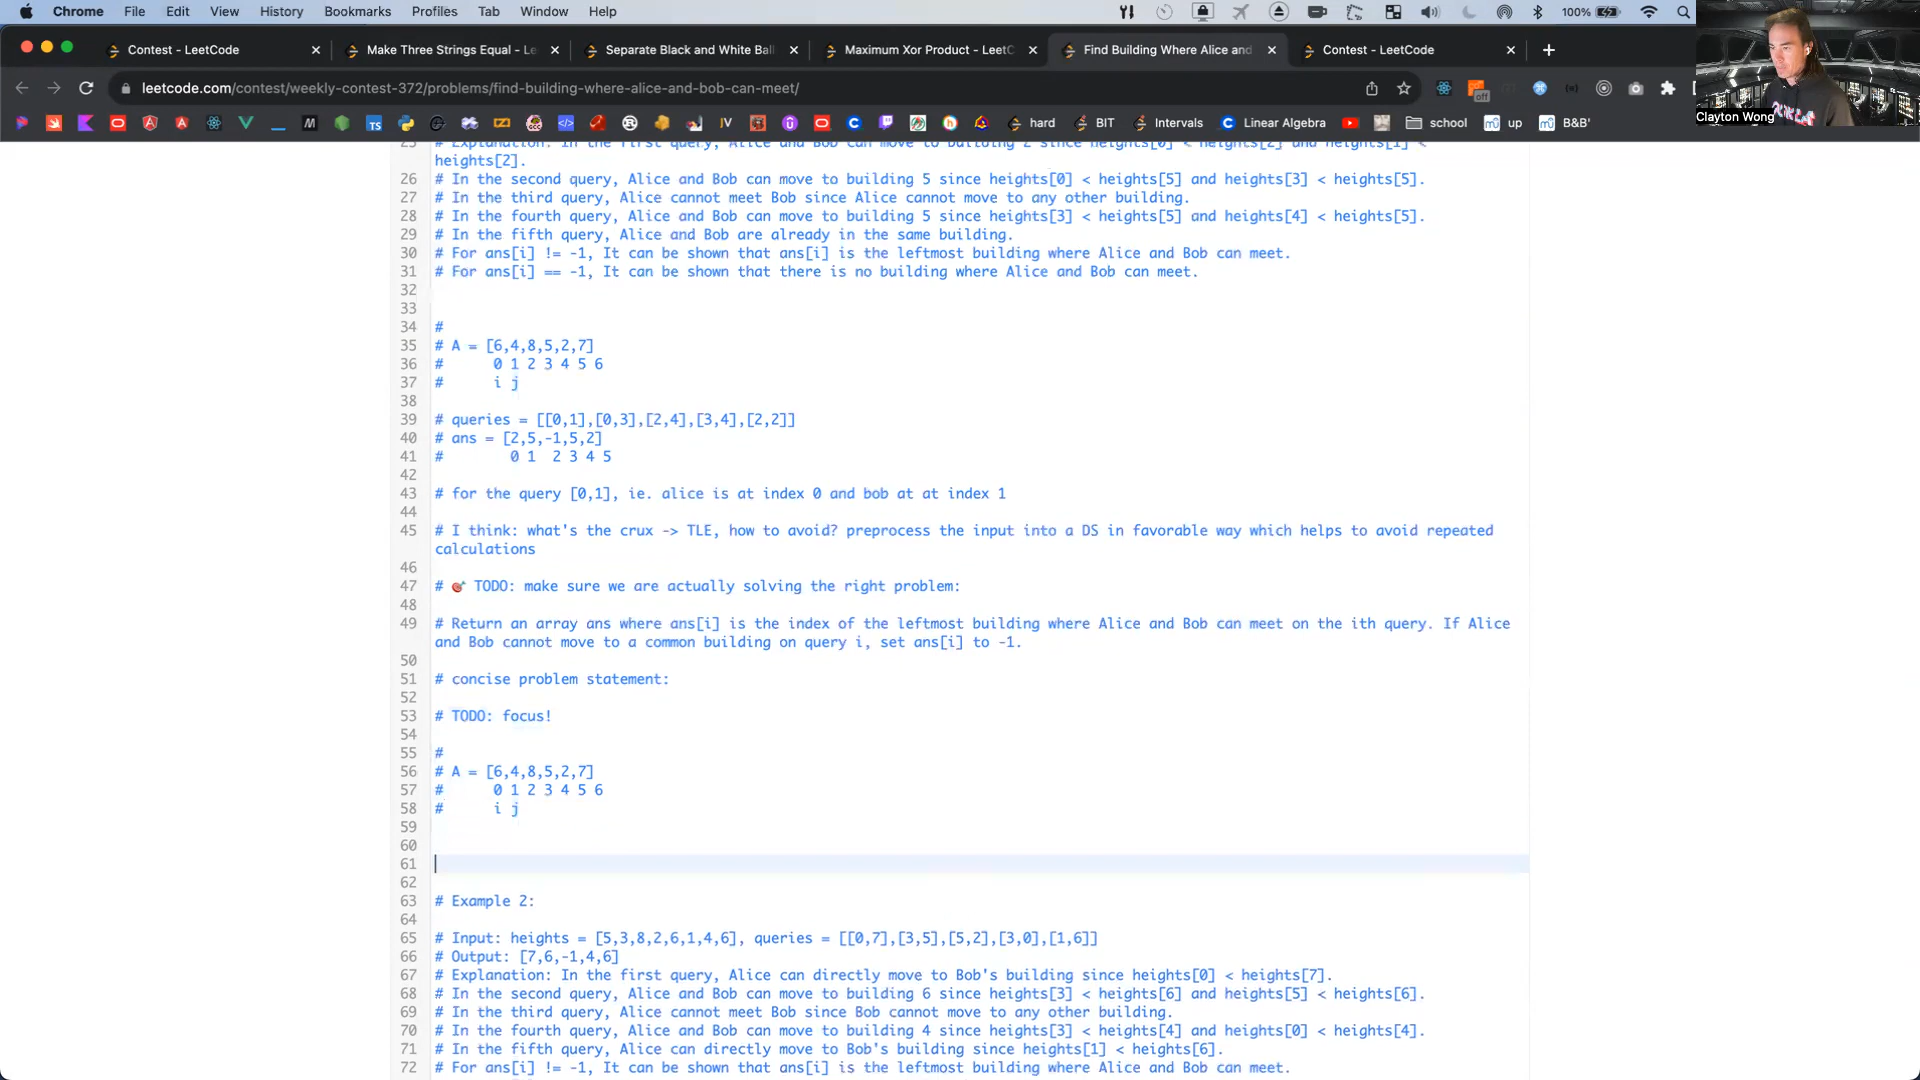 Chrome File Edit View History Bookmarks Profiles Tab Window Help 100%
Contest - LeetCode
Make Three Strings Equal - Le
Separate Black and White Ball
Maximum Xor Product - LeetC
Find Building Where Alice and
Contest - LeetCode
leetcode.com/contest/weekly-contest-372/problems/find-building-where-alice-and-bob-can-meet/
off
TS IV hard BIT Intervals Linear Algebra school up B&B'
Clayton Wong
25 # Explanation: In the first query, Alice and Bob can move to building 2 since heights[0] < heights[2] and heights[1] <
heights[2].
26 # In the second query, Alice and Bob can move to building 5 since heights[0] < heights[5] and heights[3] < heights[5].
27 # In the third query, Alice cannot meet Bob since Alice cannot move to any other building.
28 # In the fourth query, Alice and Bob can move to building 5 since heights[3] < heights[5] and heights[4] < heights[5].
29 # In the fifth query, Alice and Bob are already in the same building.
30 # For ans[i] != -1, It can be shown that ans[i] is the leftmost building where Alice and Bob can meet.
31 # For ans[i] == -1, It can be shown that there is no building where Alice and Bob can meet.
32
33
34 #
35 # A = [6,4,8,5,2,7]
36 # 0 1 2 3 4 5 6
37 # i j
38
39 # queries = [[0,1],[0,3],[2,4],[3,4],[2,2]]
40 # ans = [2,5,-1,5,2]
41 # 0 1 2 3 4 5
42
43 # for the query [0,1], ie. alice is at index 0 and bob at at index 1
44
45 # I think: what's the crux -> TLE, how to avoid? preprocess the input into a DS in favorable way which helps to avoid repeated
calculations
46
47 # 🎯 TODO: make sure we are actually solving the right problem:
48
49 # Return an array ans where ans[i] is the index of the leftmost building where Alice and Bob can meet on the ith query. If Alice
and Bob cannot move to a common building on query i, set ans[i] to -1.
50
51 # concise problem statement:
52
53 # TODO: focus!
54
55 #
56 # A = [6,4,8,5,2,7]
57 # 0 1 2 3 4 5 6
58 # i j
59
60
61
62
63 # Example 2:
64
65 # Input: heights = [5,3,8,2,6,1,4,6], queries = [[0,7],[3,5],[5,2],[3,0],[1,6]]
66 # Output: [7,6,-1,4,6]
67 # Explanation: In the first query, Alice can directly move to Bob's building since heights[0] < heights[7].
68 # In the second query, Alice and Bob can move to building 6 since heights[3] < heights[6] and heights[5] < heights[6].
69 # In the third query, Alice cannot meet Bob since Bob cannot move to any other building.
70 # In the fourth query, Alice and Bob can move to building 4 since heights[3] < heights[4] and heights[0] < heights[4].
71 # In the fifth query, Alice can directly move to Bob's building since heights[1] < heights[6].
72 # For ans[i] != -1, It can be shown that ans[i] is the leftmost building where Alice and Bob can meet.